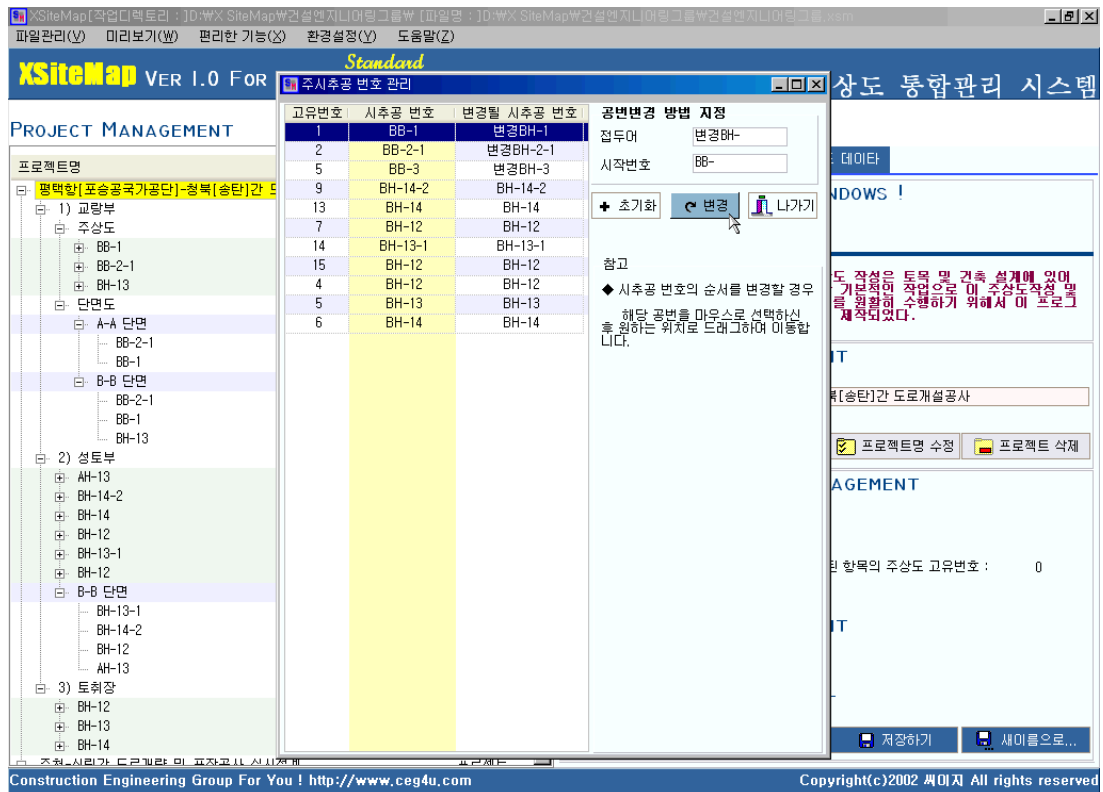 XSiteMap[작업디렉토리 : ]D:\X SiteMap\건설엔지니어링그룹\ [파일명 : ]D:\X SiteMap\건설엔지니어링그룹\건설엔지니어링그룹.xsm
파일관리(V) 미리보기(W) 편리한 기능(X) 환경설정(Y) 도움말(Z)
XSiteMap VER 1.0 FOR
Standard
상도 통합관리 시스템
PROJECT MANAGEMENT
프로젝트명
평택항[포승공국가공단]-청북[송탄]간 도
1) 교량부
주상도
BB-1
BB-2-1
BH-13
단면도
A-A 단면
BB-2-1
BB-1
B-B 단면
BB-2-1
BB-1
BH-13
2) 성토부
AH-13
BH-14-2
BH-14
BH-12
BH-13-1
BH-12
B-B 단면
BH-13-1
BH-14-2
BH-12
AH-13
3) 토취장
BH-12
BH-13
BH-14
주시추공 번호 관리
고유번호 시추공 번호 변경될 시추공 번호
1 BB-1 변경BH-1
2 BB-2-1 변경BH-2-1
5 BB-3 변경BH-3
9 BH-14-2 BH-14-2
13 BH-14 BH-14
7 BH-12 BH-12
14 BH-13-1 BH-13-1
15 BH-12 BH-12
4 BH-12 BH-12
5 BH-13 BH-13
6 BH-14 BH-14
공번변경 방법 지정
접두어 변경BH-
시작번호 BB-
초기화 변경 나가기
참고
◆ 시추공 번호의 순서를 변경할 경우
해당 공번을 마우스로 선택하신
후 원하는 위치로 드래그하여 이동합
니다.
데이타
NDOWS !
도 작성은 토목 및 건축 설계에 있어
기본적인 작업으로 이 주상도작성 및
를 원활히 수행하기 위해서 이 프로그
제작되었다.
NT
북[송탄]간 도로개설공사
프로젝트명 수정 프로젝트 삭제
AGEMENT
된 항목의 주상도 고유번호 : 0
NT
저장하기 새이름으로...
Construction Engineering Group For You ! http://www.ceg4u.com
Copyright(c)2002 씨이지 All rights reserved